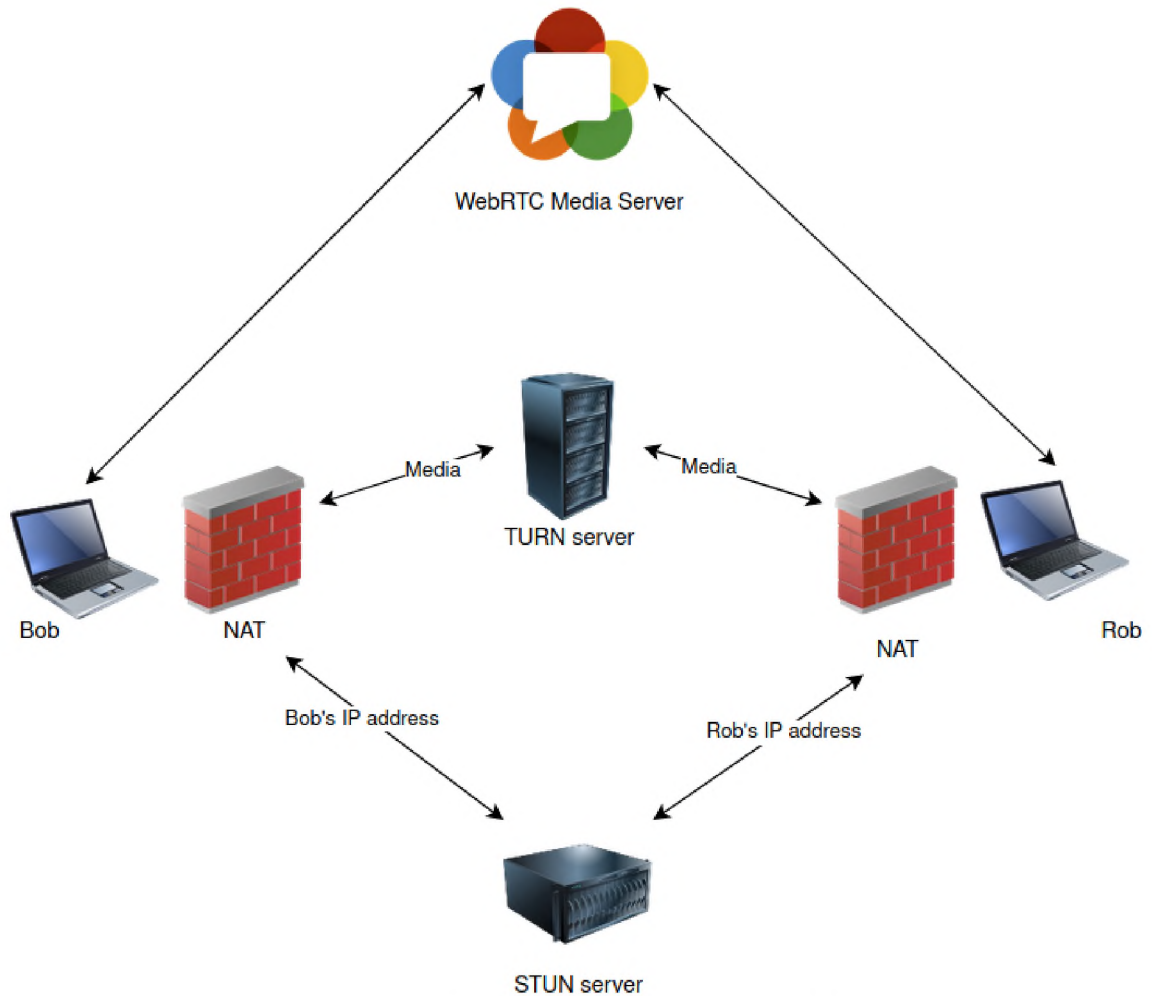 WebRTC Media Server
Media
Media
TURN server
Bob
NAT
NAT
Rob
Bob's IP address
Rob's IP address
STUN server